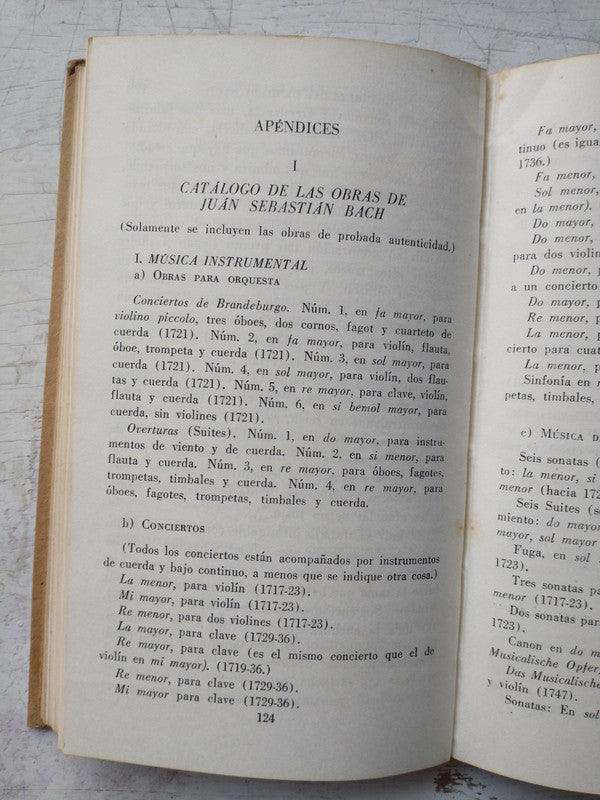 APÉNDICES
I
CATÁLOGO DE LAS OBRAS DE
JUÁN SEBASTIÁN BACH
(Solamente se incluyen las obras de probada autenticidad.)
I. MÚSICA INSTRUMENTAL
a) OBRAS PARA ORQUESTA
Conciertos de Brandeburgo. Núm. 1, en fa mayor, para
violino piccolo, tres óboes, dos cornos, fagot y cuarteto de
cuerda (1721). Núm. 2, en fa mayor, para violín, flauta,
óboe, trompeta y cuerda (1721). Núm. 3, en sol mayor, para
cuerda (1721). Núm. 4, en sol mayor, para violín, dos flau-
tas y cuerda (1721). Núm. 5, en re mayor, para clave, violín,
flauta y cuerda (1721). Núm. 6, en si bemol mayor, para
cuerda, sin violines (1721).
Overturas (Suites). Núm. 1, en do mayor, para instru-
mentos de viento y de cuerda. Núm. 2, en si menor, para
flauta y cuerda. Núm. 3, en re mayor, para óboes, fagotes,
trompetas, timbales y cuerda. Núm. 4, en re mayor, para
óboes, fagotes, trompetas, timbales y cuerda.
b) CONCIERTOS
(Todos los conciertos están acompañados por instrumentos
de cuerda y bajo continuo, a menos que se indique otra cosa.)
La menor, para violín (1717-23).
Mi mayor, para violín (1717-23).
Re menor, para dos violines (1717-23).
La mayor, para clave (1729-36).
Re mayor, para clave (es el mismo concierto que el de
violín en mi mayor). (1719-36.)
Re menor, para clave (1729-36).
Mi mayor para clave (1729-36).
124
Fa mayor,
tinuo (es igua
1736.)
Fa menor,
Sol menor,
en la menor).
Do mayor,
Do menor,
para dos violin
Do menor,
a un concierto
Do mayor, p
Re menor, p
La menor,
cierto para cuat
La menor, p
Sinfonía en r
petas, timbales,
c) MÚSICA D
Seis sonatas (
to: la menor, si
menor (hacia 172
Seis Suites (s
miento: do mayo
mayor, sol mayor
Fuga, en sol
1723).
Tres sonatas pa
menor (1717-23).
Dos sonatas para
1723).
Canon en do m
Musicalische Opfer,
Das Musicalische
y violín (1747).
Sonatas: En sol